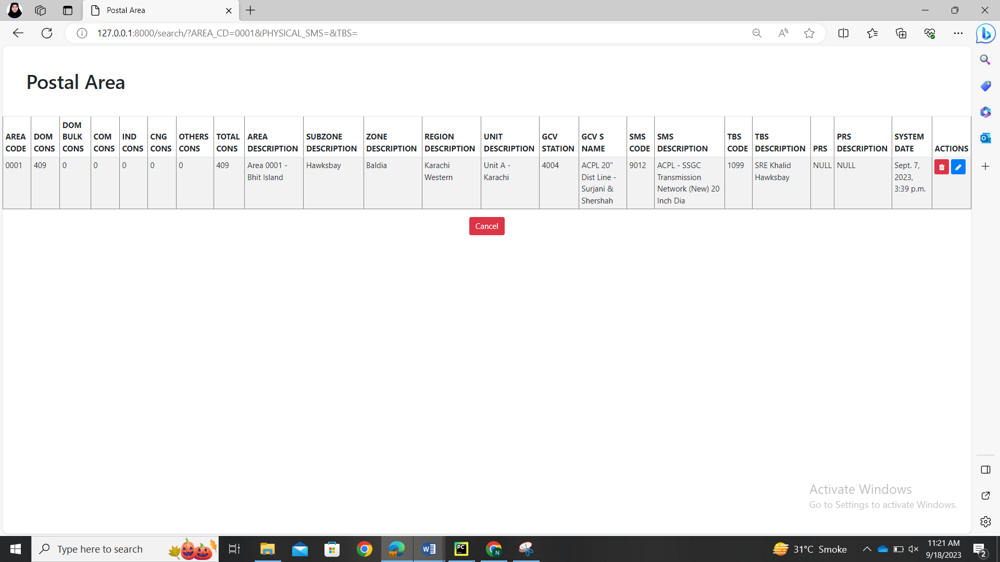 Postal Area
127.0.0.1:8000/search/?AREA_CD=0001&PHYSICAL_SMS=&TBS=
Postal Area
AREA CODE
DOM CONS
DOM BULK CONS
COM CONS
IND CONS
CNG CONS
OTHERS CONS
TOTAL CONS
AREA DESCRIPTION
SUBZONE DESCRIPTION
ZONE DESCRIPTION
REGION DESCRIPTION
UNIT DESCRIPTION
GCV STATION
GCV S NAME
SMS CODE
SMS DESCRIPTION
TBS CODE
TBS DESCRIPTION
PRS
PRS DESCRIPTION
SYSTEM DATE
ACTIONS
0001
409
0
0
0
0
0
409
Area 0001 -
Bhit Island
Hawksbay
Baldia
Karachi
Western
Unit A -
Karachi
4004
ACPL 20"
Dist Line -
Surjani &
Shershah
9012
ACPL - SSGC
Transmission
Network (New) 20
Inch Dia
1099
SRE Khalid
Hawksbay
NULL
NULL
Sept. 7,
2023,
3:39 p.m.
Cancel
Activate Windows
Go to Settings to activate Windows.
Type here to search
31°C Smoke
11:21 AM
9/18/2023
2